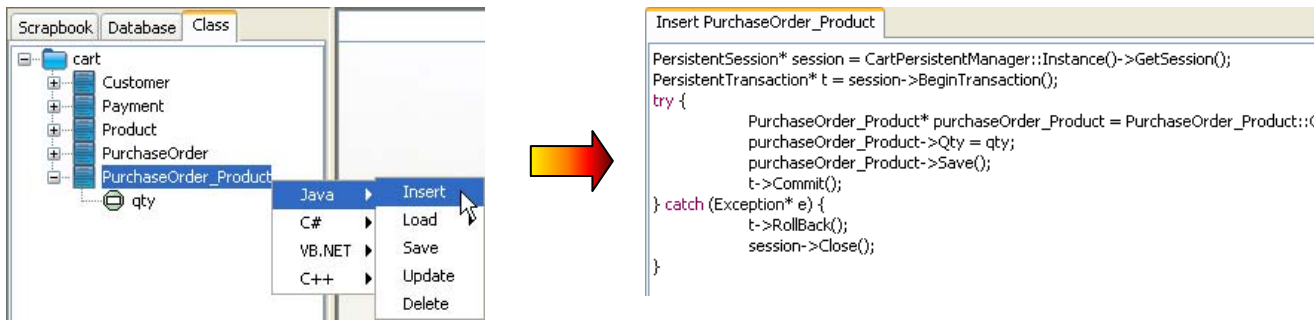 Scrapbook Database Class
cart
Customer
Payment
Product
PurchaseOrder
PurchaseOrder_Product
qty
Java
C#
VB.NET
C++
Insert
Load
Save
Update
Delete
Insert PurchaseOrder_Product
PersistentSession* session = CartPersistentManager::Instance()->GetSession();
PersistentTransaction* t = session->BeginTransaction();
try {
PurchaseOrder_Product* purchaseOrder_Product = PurchaseOrder_Product::
purchaseOrder_Product->Qty = qty;
purchaseOrder_Product->Save();
t->Commit();
} catch (Exception* e) {
t->RollBack();
session->Close();
}